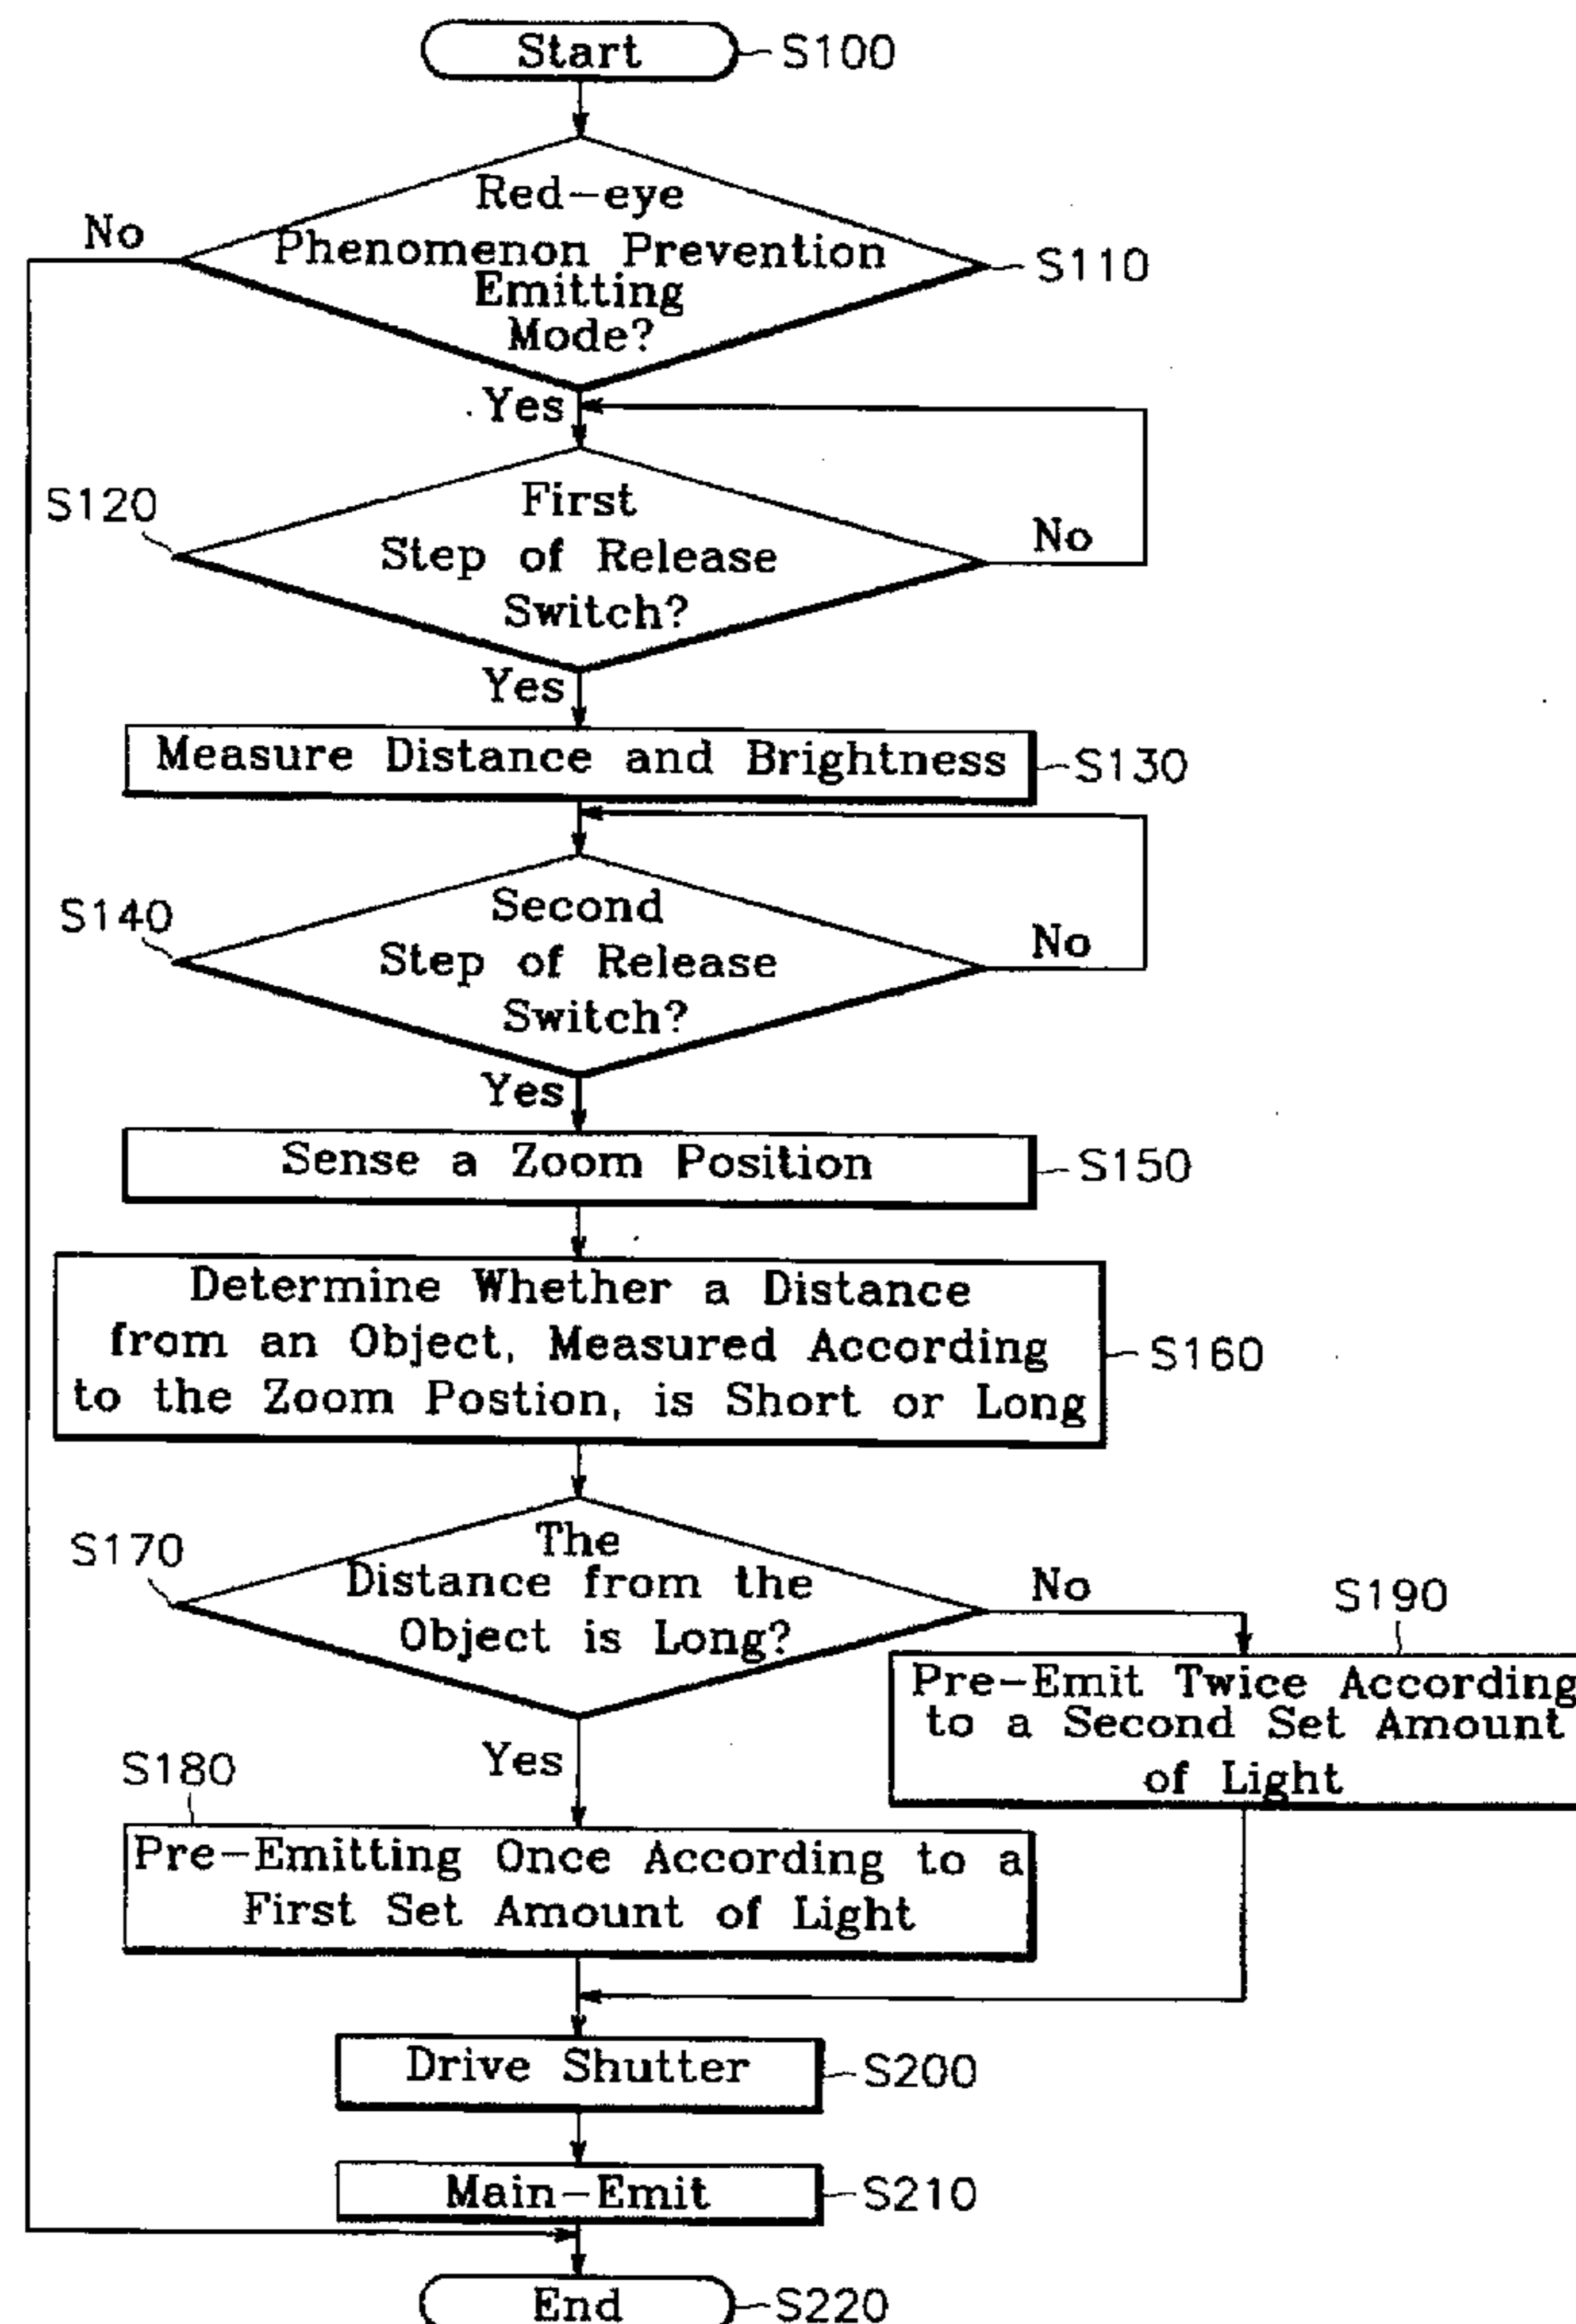 Start
S100
Red-eye
Phenomenon Prevention
Emitting
Mode?
S110
No
Yes
S120
First
Step of Release
Switch?
No
Yes
Measure Distance and Brightness
S130
S140
Second
Step of Release
Switch?
No
Yes
Sense a Zoom Position
S150
Determine Whether a Distance
from an Object, Measured According
to the Zoom Postion, is Short or Long
S160
S170
The
Distance from the
Object is Long?
No
S190
Pre-Emit Twice According
to a Second Set Amount
of Light
Yes
S180
Pre-Emitting Once According to a
First Set Amount of Light
Drive Shutter
S200
Main-Emit
S210
End
S220